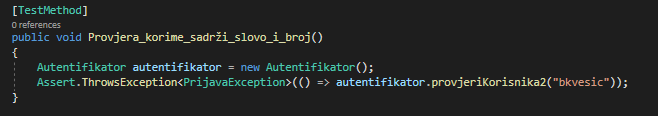 [TestMethod]
0 references
public void Provjera_korime_sadrži_slovo_i_broj()
{
Autentifikator autentifikator = new Autentifikator();
Assert.ThrowsException<PrijavaException>(() => autentifikator.provjeriKorisnika2("bkvesic"));
}